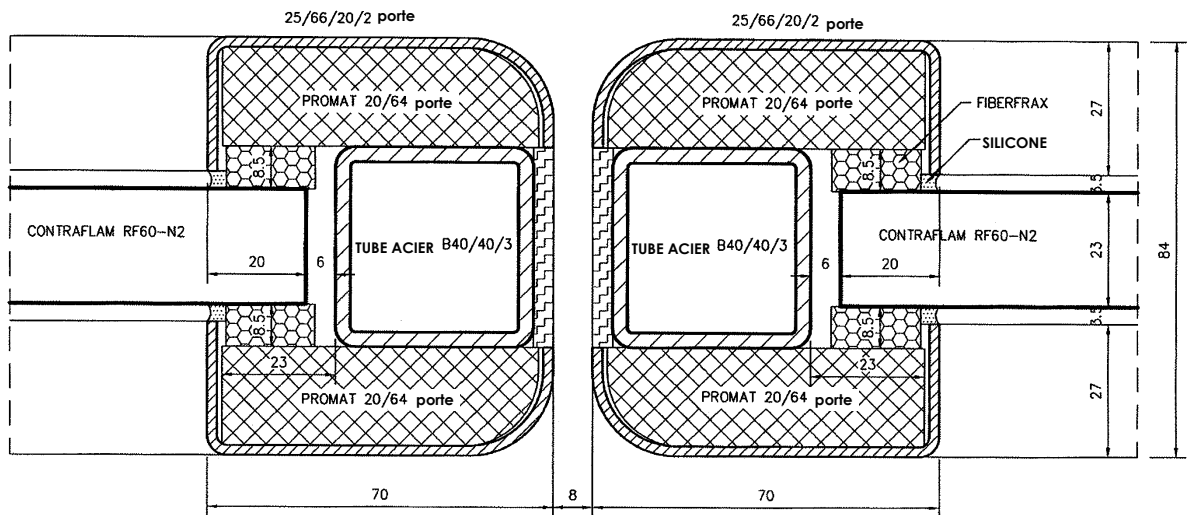 25/66/20/2 porte
25/66/20/2 porte
PROMAT 20/64 porte
PROMAT 20/64 porte
FIBERFRAX
SILICONE
27
8.5
8.5
3.5
CONTRAFLAM RF60-N2
TUBE ACIER B40/40/3
TUBE ACIER B40/40/3
CONTRAFLAM RF60-N2
20
6
6
20
23
84
8.5
8.5
3.5
23
23
PROMAT 20/64 porte
PROMAT 20/64 porte
27
70
8
70